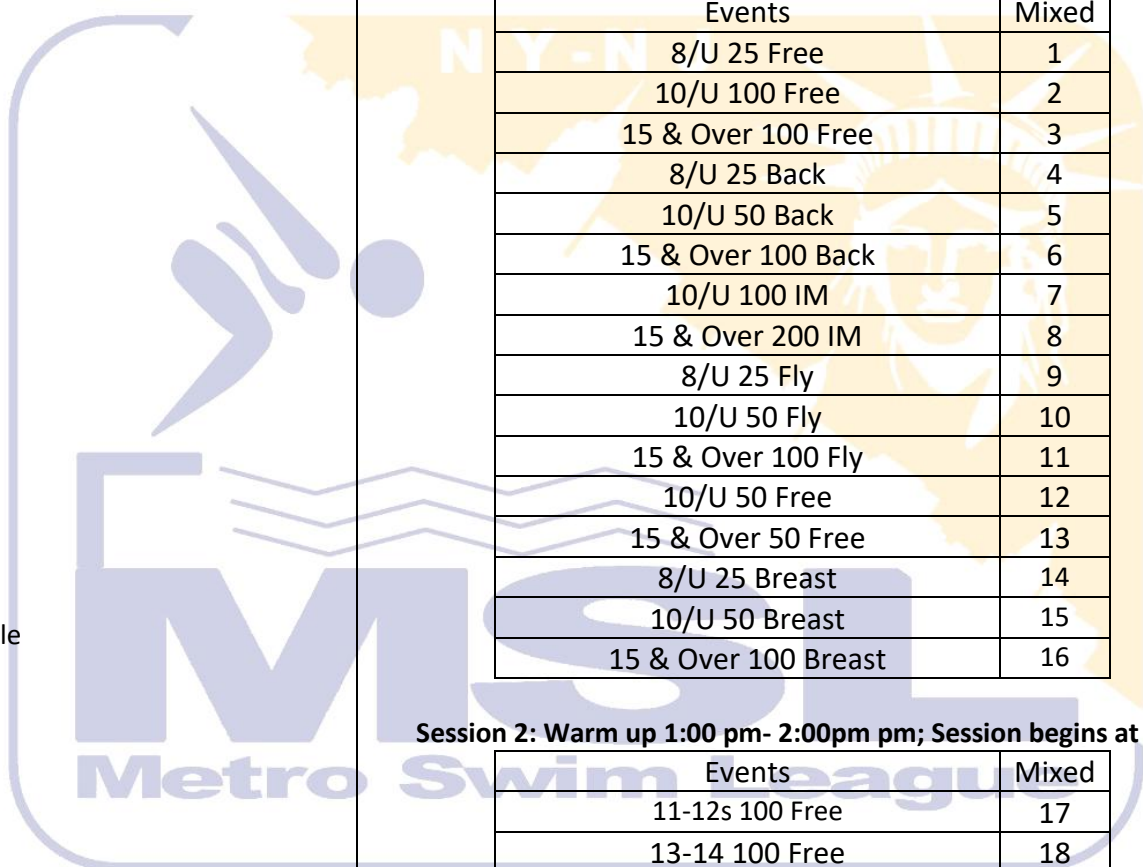 Events Mixed
8/U 25 Free 1
10/U 100 Free 2
15 & Over 100 Free 3
8/U 25 Back 4
10/U 50 Back 5
15 & Over 100 Back 6
10/U 100 IM 7
15 & Over 200 IM 8
8/U 25 Fly 9
10/U 50 Fly 10
15 & Over 100 Fly 11
10/U 50 Free 12
15 & Over 50 Free 13
8/U 25 Breast 14
10/U 50 Breast 15
le
15 & Over 100 Breast 16
Session 2: Warm up 1:00 pm- 2:00pm pm; Session begins at
Events Mixed
11-12s 100 Free 17
13-14 100 Free 18
NY-NJ
MSL
Metro Swim League